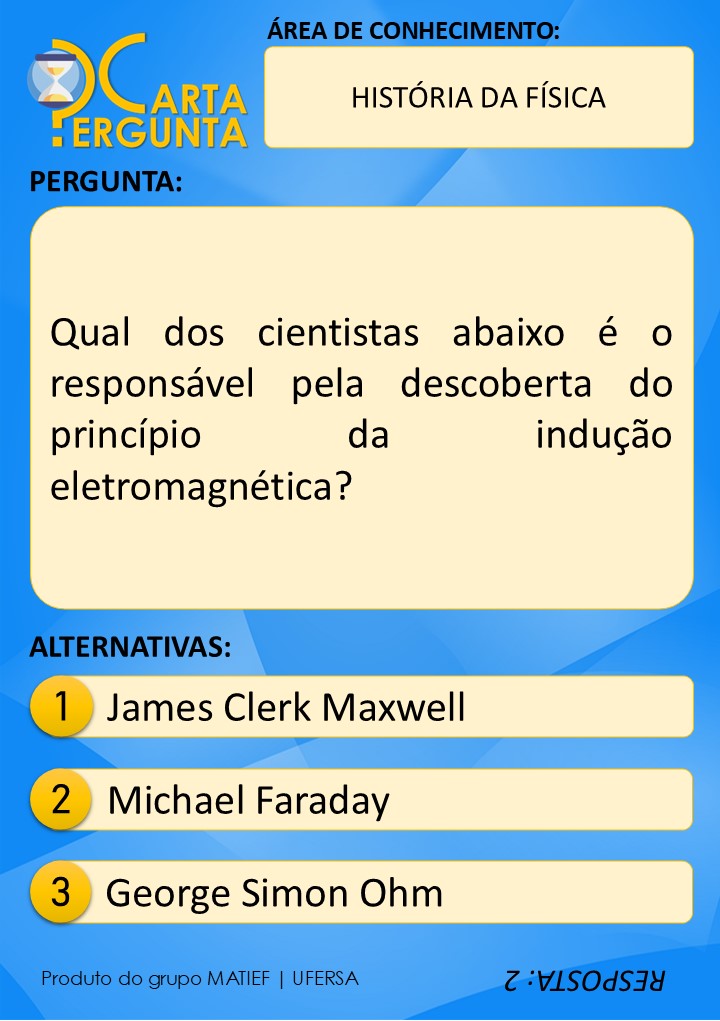 CARTA
PERGUNTA
ÁREA DE CONHECIMENTO:
HISTÓRIA DA FÍSICA
PERGUNTA:
Qual dos cientistas abaixo é o
responsável pela descoberta do
princípio da indução
eletromagnética?
ALTERNATIVAS:
1 James Clerk Maxwell
2 Michael Faraday
3 George Simon Ohm
Produto do grupo MATIEF | UFERSA
RESPOSTA: 2